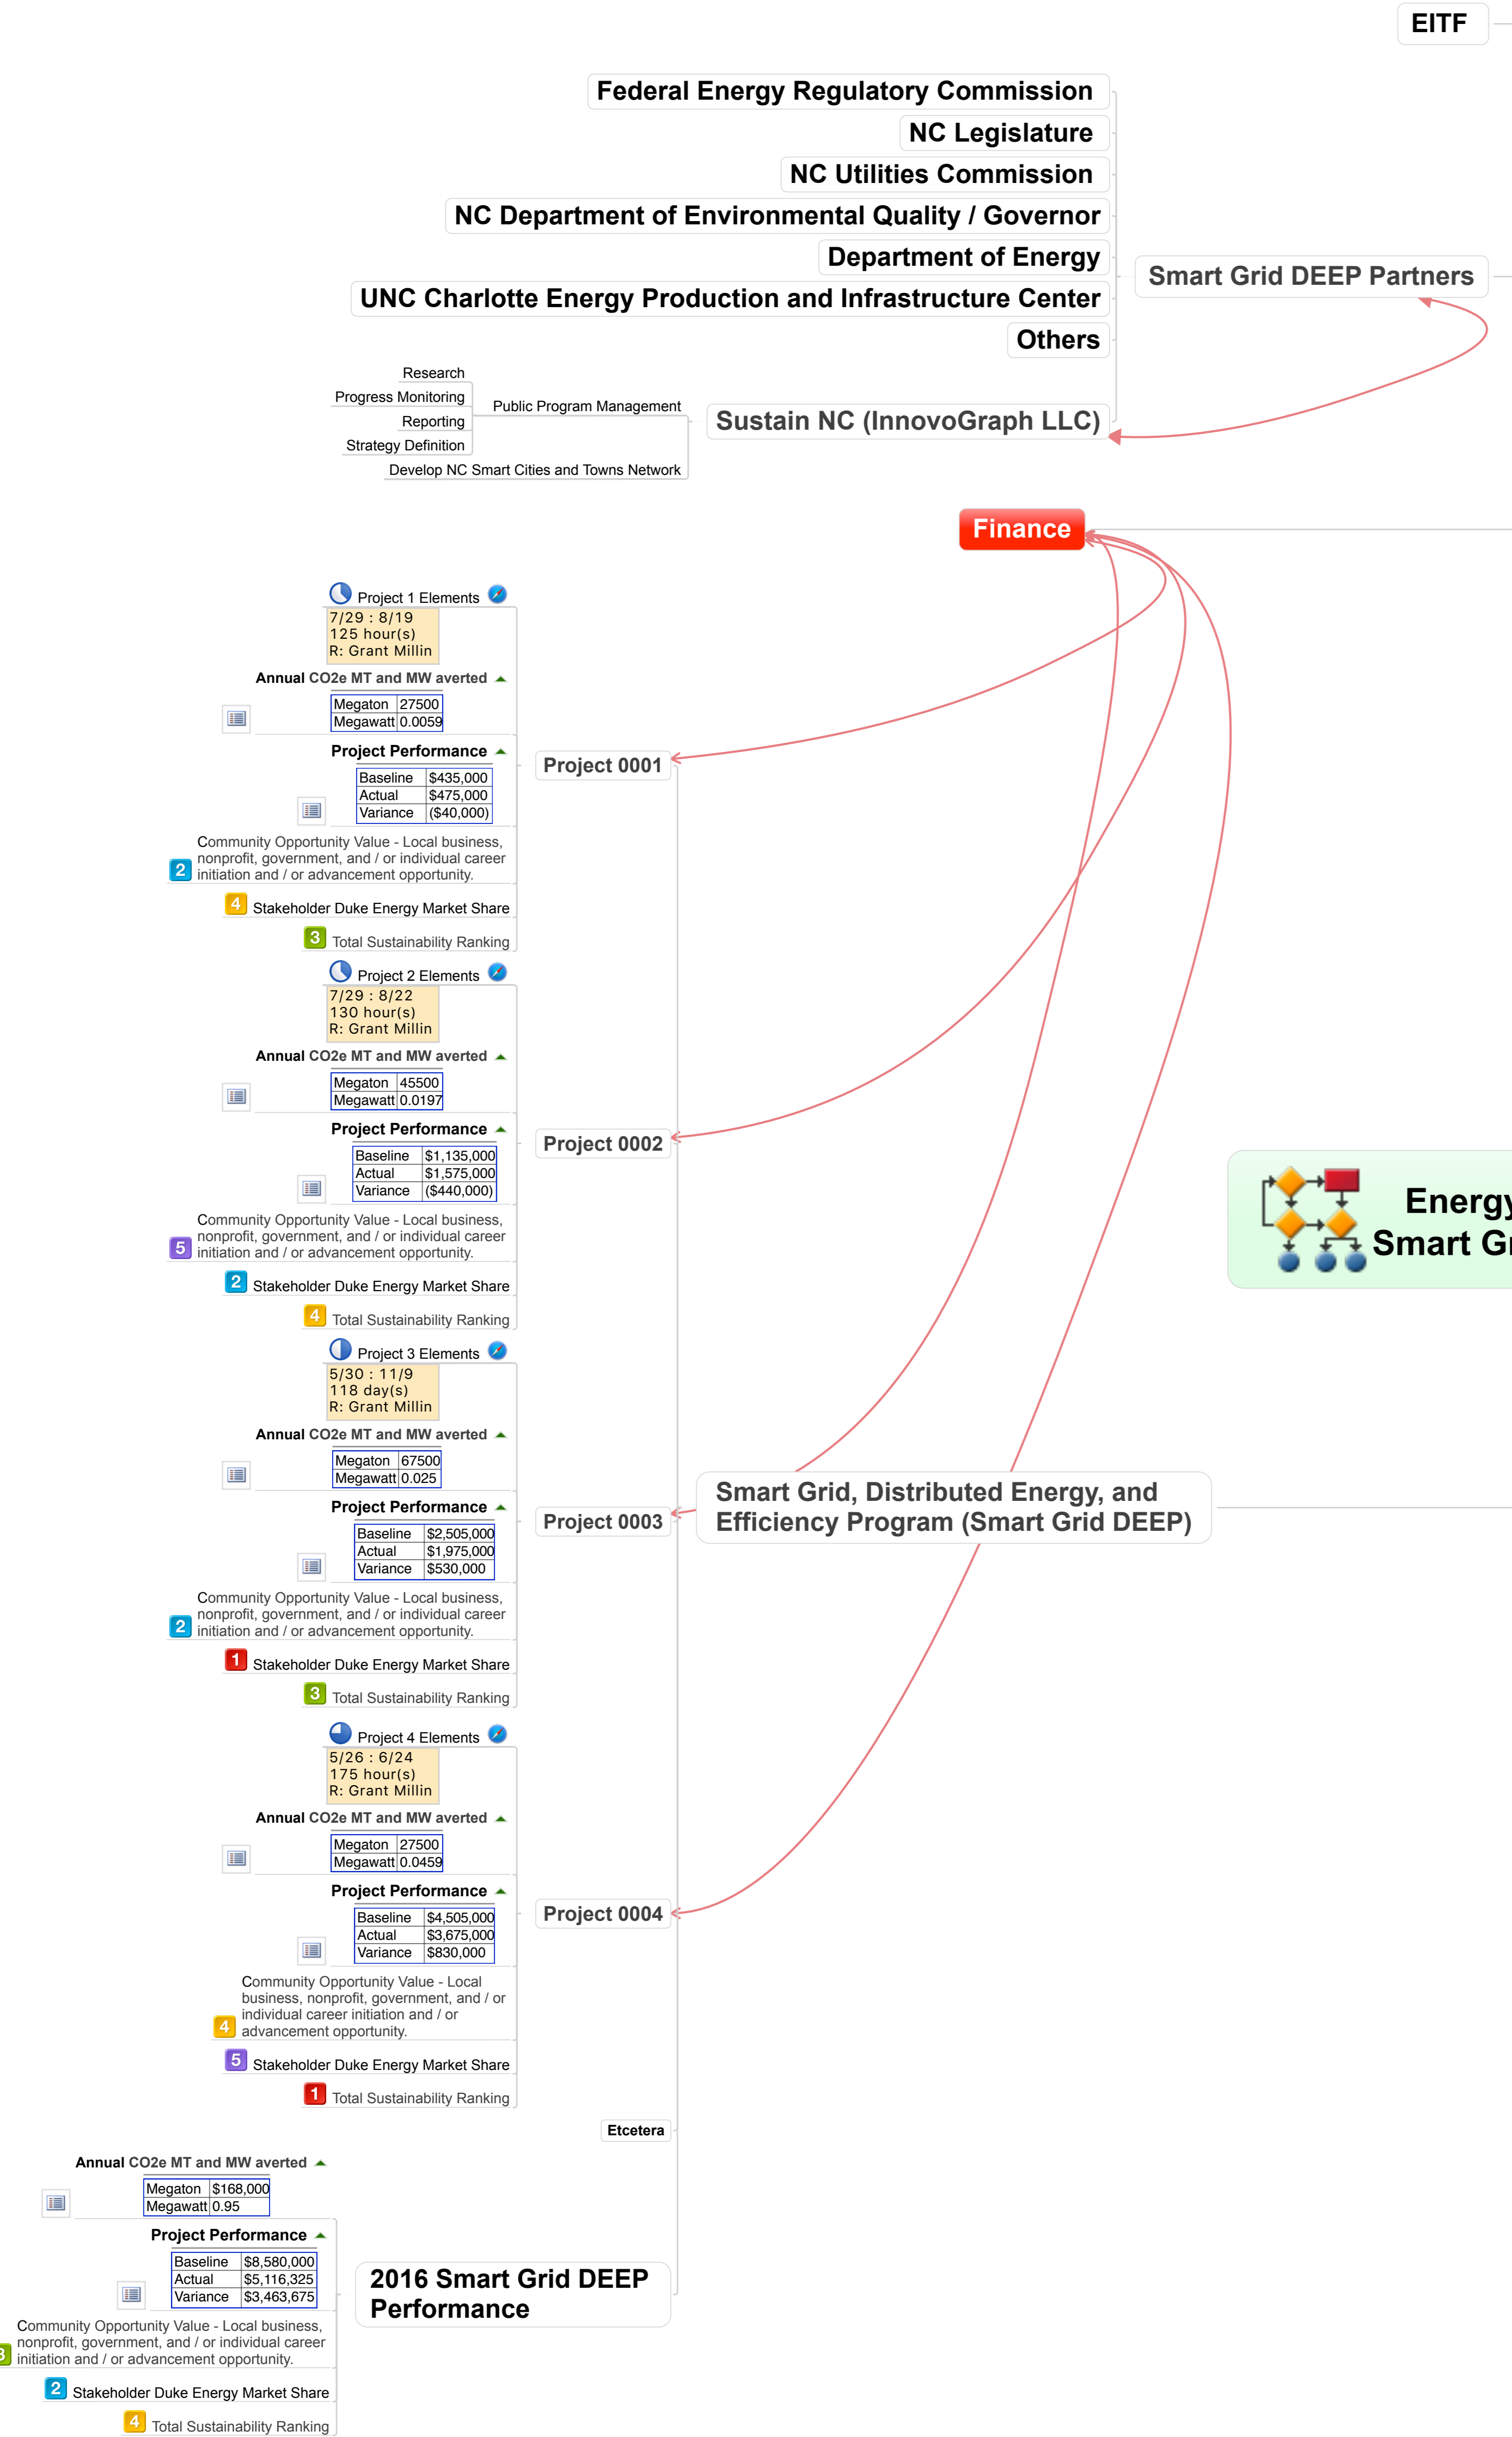 EITF
Federal Energy Regulatory Commission
NC Legislature
NC Utilities Commission
NC Department of Environmental Quality / Governor
Department of Energy
UNC Charlotte Energy Production and Infrastructure Center
Others
Smart Grid DEEP Partners
Research
Progress Monitoring
Reporting
Strategy Definition
Public Program Management
Develop NC Smart Cities and Towns Network
Sustain NC (InnovoGraph LLC)
Finance
Project 1 Elements
7/29 : 8/19
125 hour(s)
R: Grant Millin
Annual CO2e MT and MW averted
Megaton 27500
Megawatt 0.0059
Project Performance
Baseline $435,000
Actual $475,000
Variance ($40,000)
Community Opportunity Value - Local business,
nonprofit, government, and / or individual career
2 initiation and / or advancement opportunity.
4 Stakeholder Duke Energy Market Share
3 Total Sustainability Ranking
Project 0001
Project 2 Elements
7/29 : 8/22
130 hour(s)
R: Grant Millin
Annual CO2e MT and MW averted
Megaton 45500
Megawatt 0.0197
Project Performance
Baseline $1,135,000
Actual $1,575,000
Variance ($440,000)
Community Opportunity Value - Local business,
nonprofit, government, and / or individual career
5 initiation and / or advancement opportunity.
2 Stakeholder Duke Energy Market Share
4 Total Sustainability Ranking
Project 0002
Energy
Smart Gr
Project 3 Elements
5/30 : 11/9
118 day(s)
R: Grant Millin
Annual CO2e MT and MW averted
Megaton 67500
Megawatt 0.025
Project Performance
Baseline $2,505,000
Actual $1,975,000
Variance $530,000
Community Opportunity Value - Local business,
nonprofit, government, and / or individual career
2 initiation and / or advancement opportunity.
1 Stakeholder Duke Energy Market Share
3 Total Sustainability Ranking
Project 0003
Smart Grid, Distributed Energy, and
Efficiency Program (Smart Grid DEEP)
Project 4 Elements
5/26 : 6/24
175 hour(s)
R: Grant Millin
Annual CO2e MT and MW averted
Megaton 27500
Megawatt 0.0459
Project Performance
Baseline $4,505,000
Actual $3,675,000
Variance $830,000
Community Opportunity Value - Local
business, nonprofit, government, and / or
individual career initiation and / or
4 advancement opportunity.
5 Stakeholder Duke Energy Market Share
1 Total Sustainability Ranking
Project 0004
Etcetera
Annual CO2e MT and MW averted
Megaton $168,000
Megawatt 0.95
Project Performance
Baseline $8,580,000
Actual $5,116,325
Variance $3,463,675
Community Opportunity Value - Local business,
nonprofit, government, and / or individual career
3 initiation and / or advancement opportunity.
2 Stakeholder Duke Energy Market Share
4 Total Sustainability Ranking
2016 Smart Grid DEEP
Performance